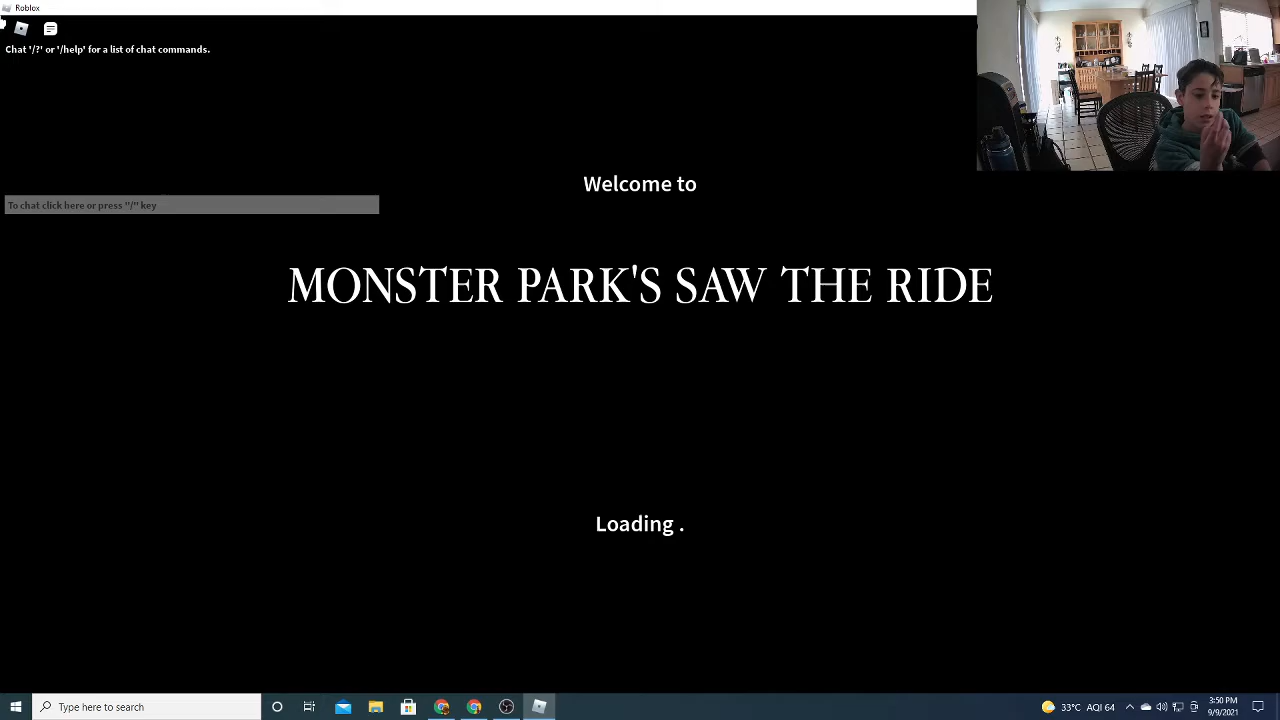 Roblox
Chat '/?' or '/help' for a list of chat commands.
To chat click here or press "/" key
Welcome to
MONSTER PARK'S SAW THE RIDE
Loading .
Type here to search
33°C AQI 64
3:50 PM
9/9/2021